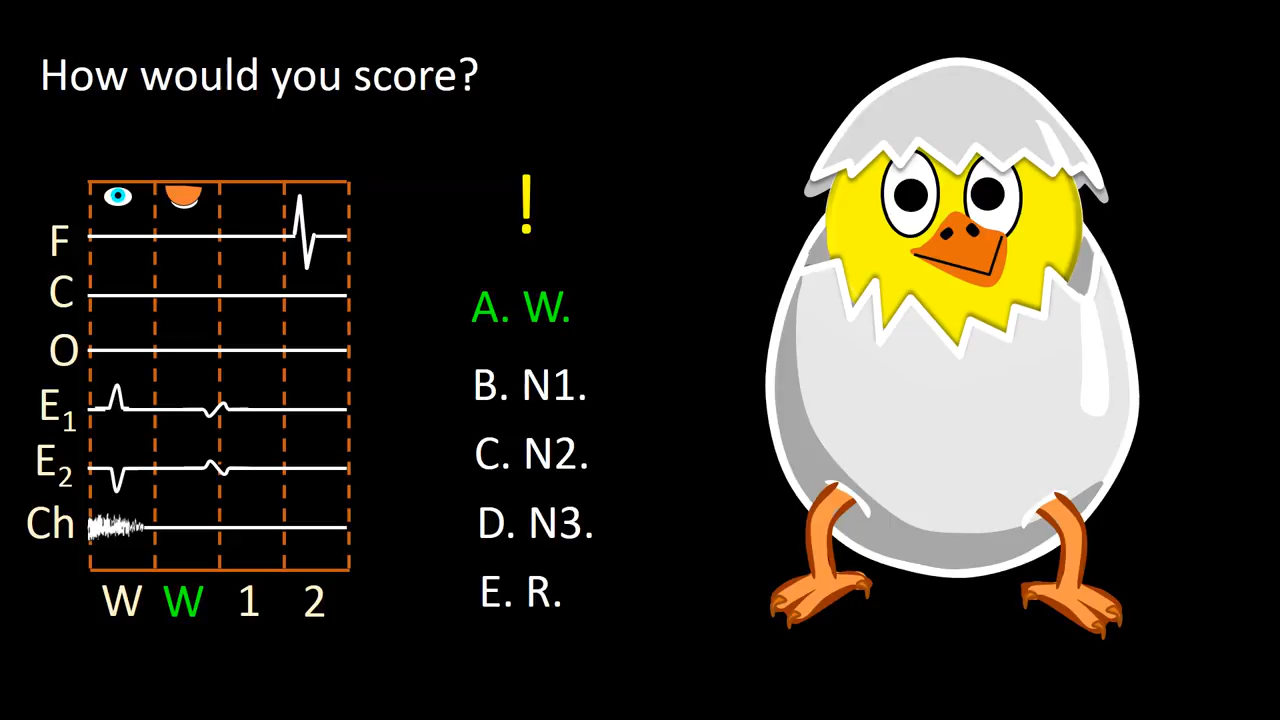 How would you score?
!
F
C
O
E1
E2
Ch
W W 1 2
A. W.
B. N1.
C. N2.
D. N3.
E. R.